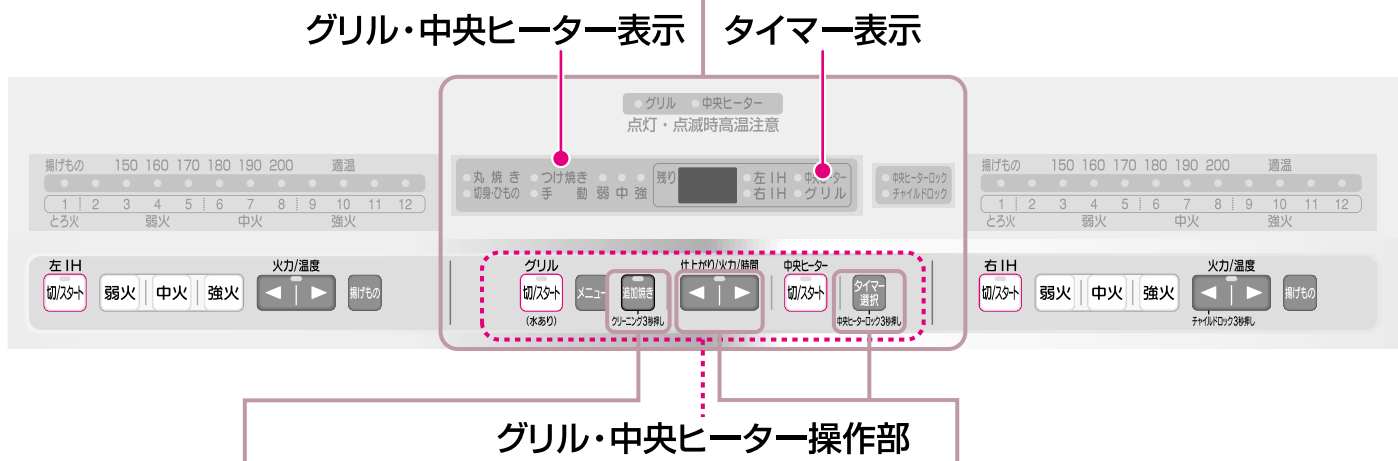 グリル・中央ヒーター表示 タイマー表示
グリル 中央ヒーター
点灯・点滅時高温注意
揚げもの 150 160 170 180 190 200 適温
1 2 3 4 5 6 7 8 9 10 11 12
とろ火 弱火 中火 強火
丸焼き つけ焼き 残り 左IH 中央ヒーター
切身・ひもの 手動 弱 中 強 右IH グリル
中央ヒーターロック
チャイルドロック
揚げもの 150 160 170 180 190 200 適温
1 2 3 4 5 6 7 8 9 10 11 12
とろ火 弱火 中火 強火
左IH 火力/温度
切/スタート 弱火 中火 強火 ◀ ▶ 揚げもの
グリル 仕上がり/火力/時間 中央ヒーター
切/スタート メニュー 追加焼き ◀ ▶ 切/スタート タイマー選択
(水あり) クリーニング3秒押し 中央ヒーターロック3秒押し
右IH 火力/温度
切/スタート 弱火 中火 強火 ◀ ▶ 揚げもの
チャイルドロック3秒押し
グリル・中央ヒーター操作部